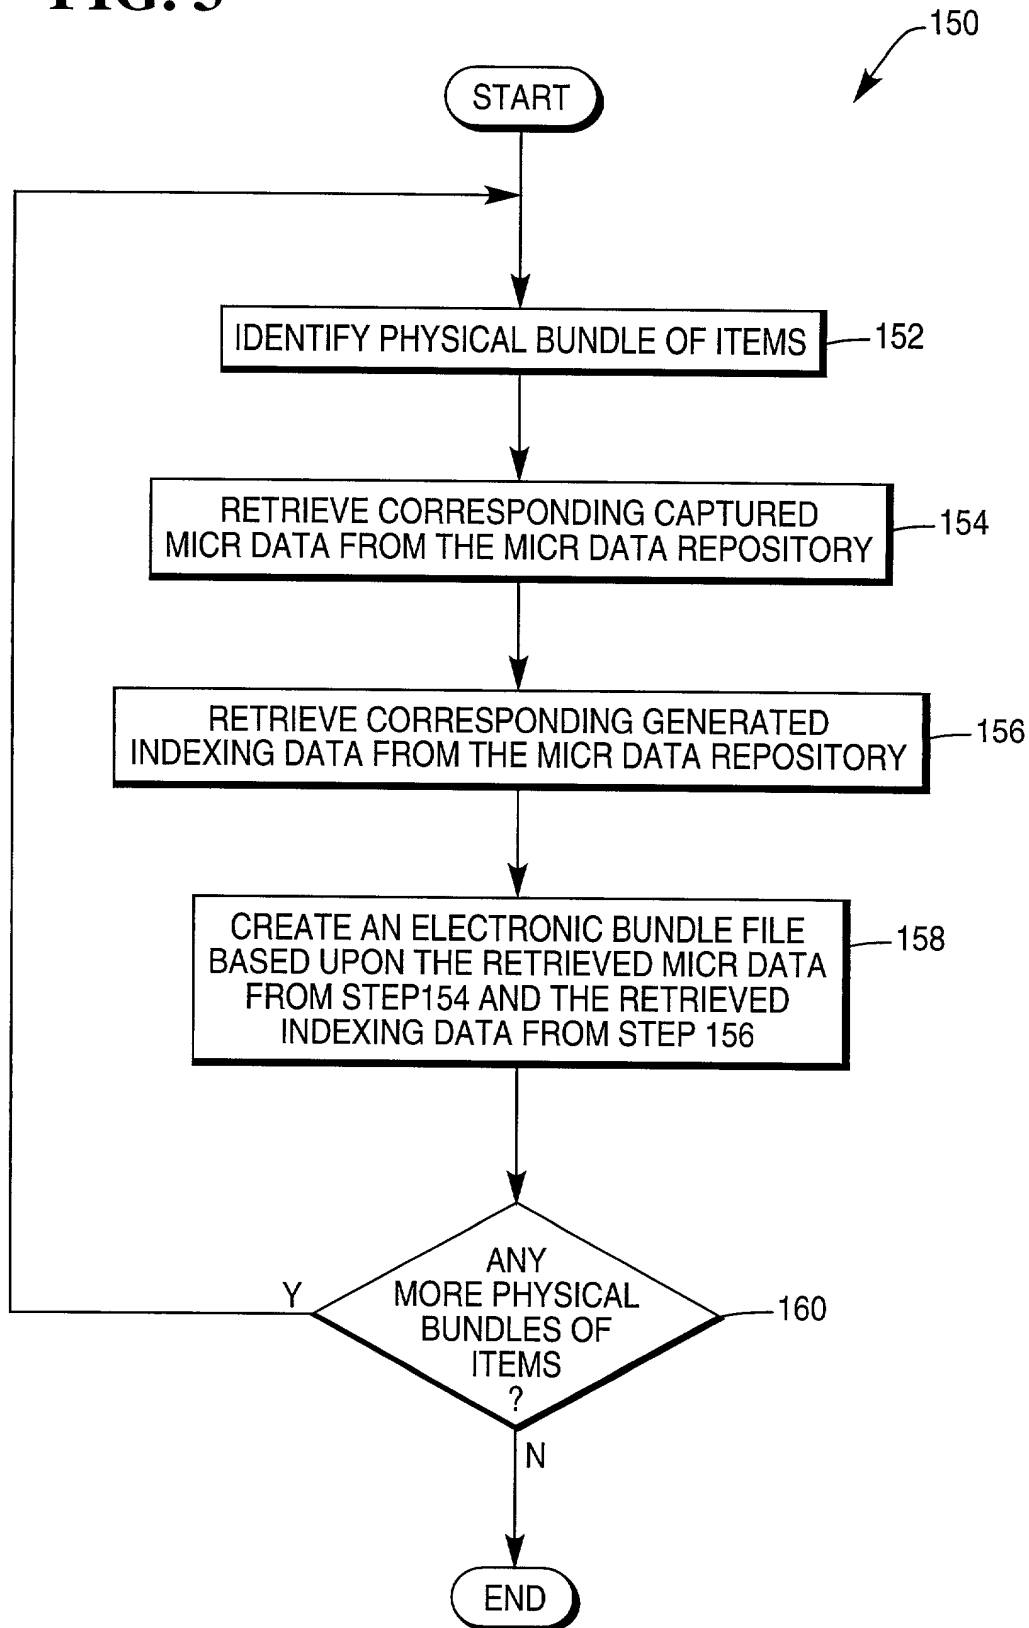 FIG.
150
START
IDENTIFY PHYSICAL BUNDLE OF ITEMS
152
RETRIEVE CORRESPONDING CAPTURED
MICR DATA FROM THE MICR DATA REPOSITORY
154
RETRIEVE CORRESPONDING GENERATED
INDEXING DATA FROM THE MICR DATA REPOSITORY
156
CREATE AN ELECTRONIC BUNDLE FILE
BASED UPON THE RETRIEVED MICR DATA
FROM STEP154 AND THE RETRIEVED
INDEXING DATA FROM STEP 156
158
ANY
MORE PHYSICAL
BUNDLES OF
ITEMS
?
160
Y
N
END